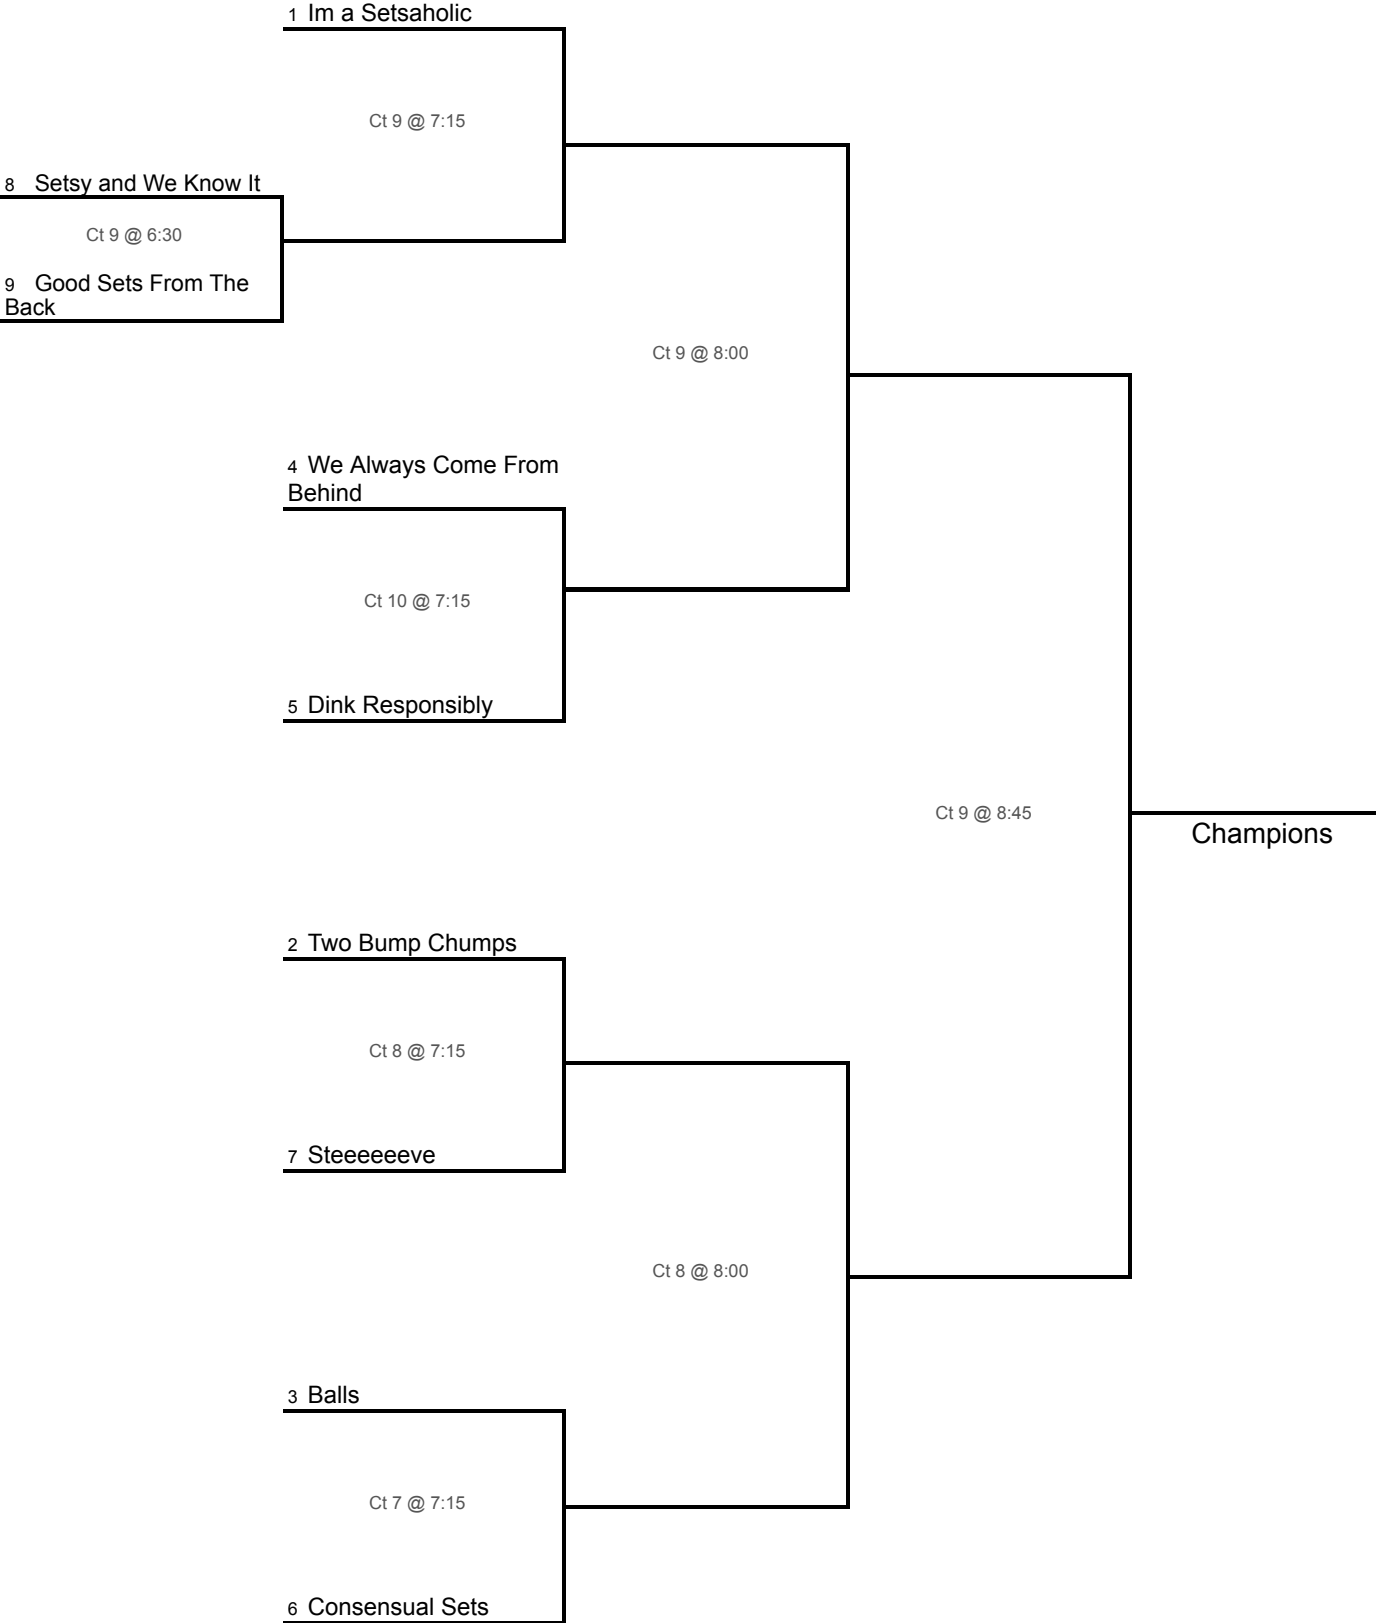 1 Im a Setsaholic
Ct 9 @ 7:15
8 Setsy and We Know It
Ct 9 @ 6:30
9 Good Sets From The
Back
Ct 9 @ 8:00
4 We Always Come From
Behind
Ct 10 @ 7:15
5 Dink Responsibly
Ct 9 @ 8:45
Champions
2 Two Bump Chumps
Ct 8 @ 7:15
7 Steeeeeeve
Ct 8 @ 8:00
3 Balls
Ct 7 @ 7:15
6 Consensual Sets